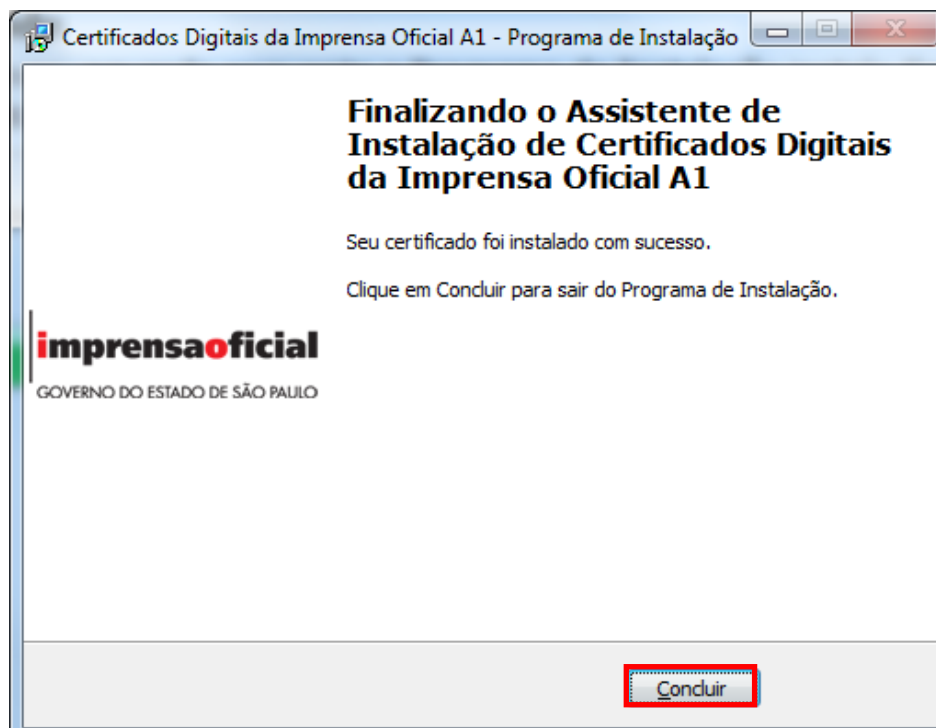 Certificados Digitais da Imprensa Oficial A1 - Programa de Instalação
Finalizando o Assistente de
Instalação de Certificados Digitais
da Imprensa Oficial A1
Seu certificado foi instalado com sucesso.
Clique em Concluir para sair do Programa de Instalação.
imprensaoficial
GOVERNO DO ESTADO DE SÃO PAULO
Concluir